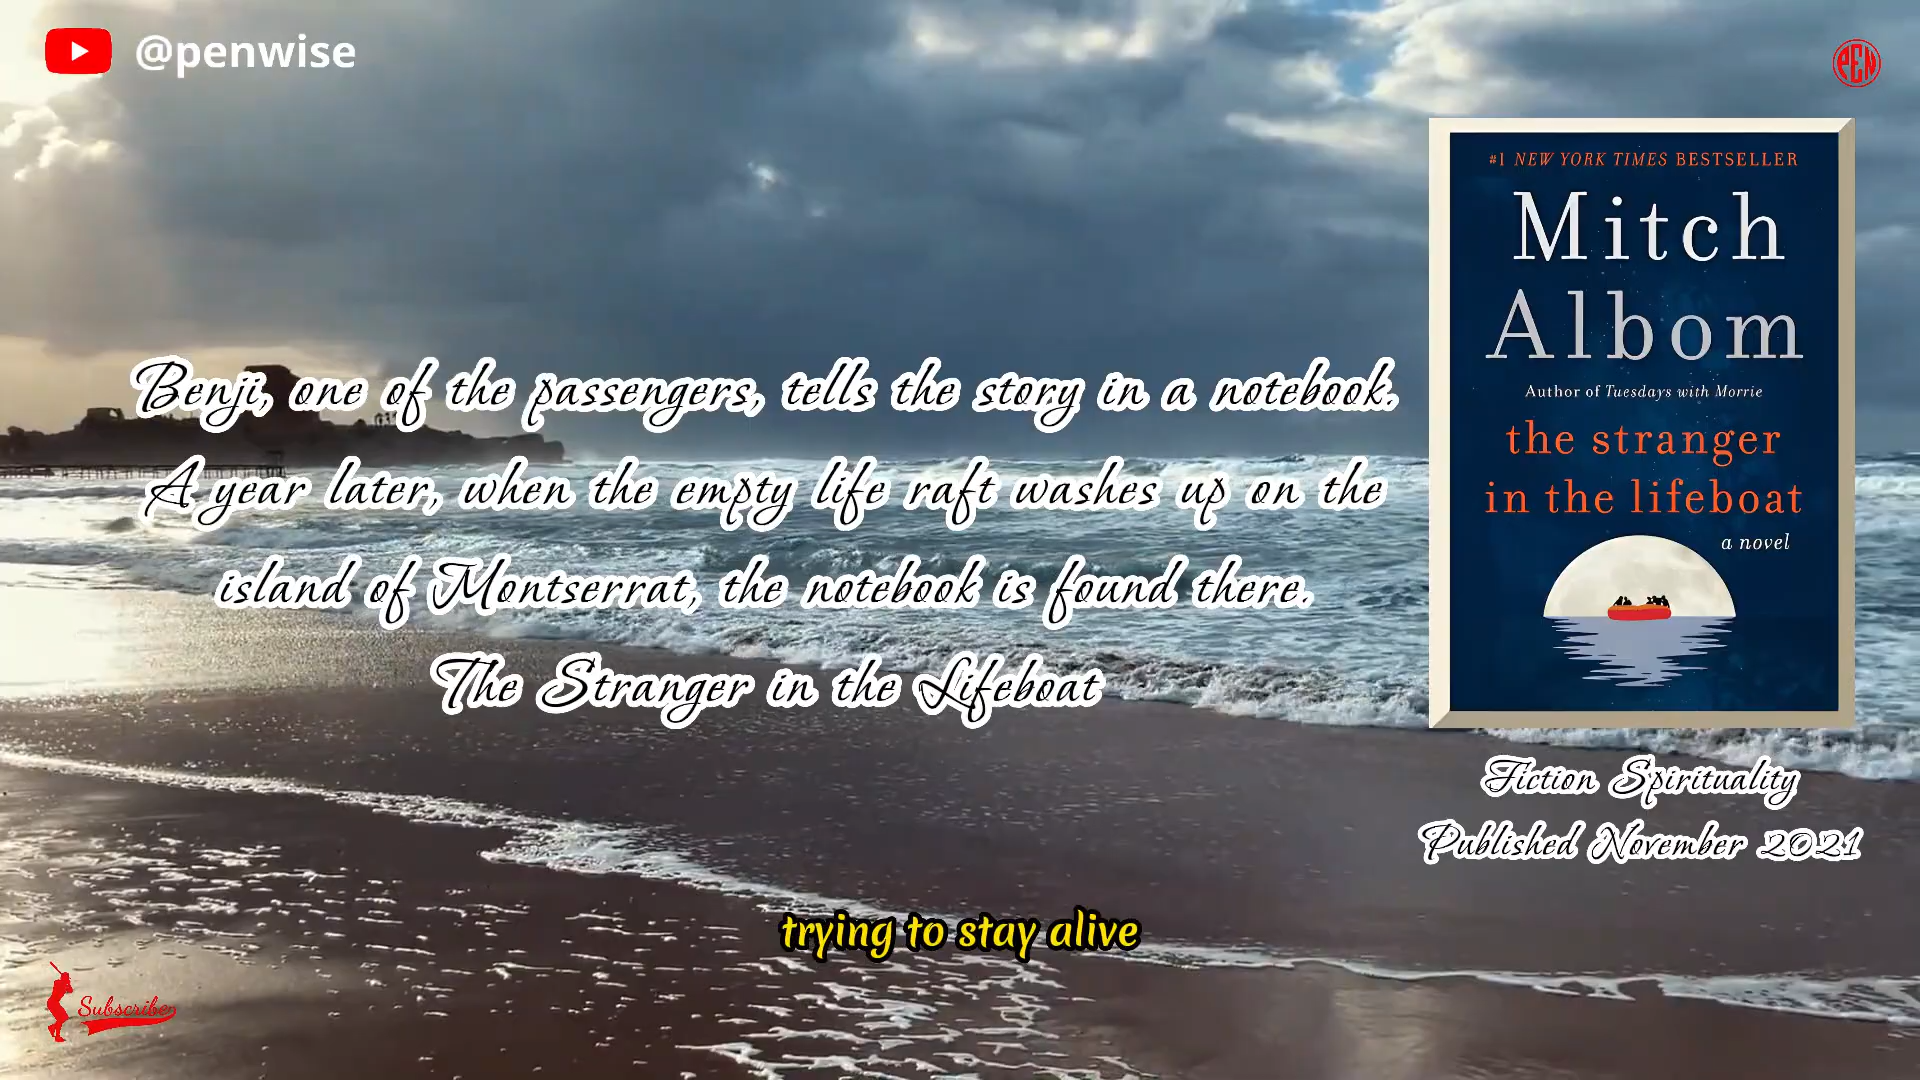 @penwise
PEN
#1 NEW YORK TIMES BESTSELLER
Mitch
Albom
Author of Tuesdays with Morrie
the stranger
in the lifeboat
a novel
Benji, one of the passengers, tells the story in a notebook.
A year later, when the empty life raft washes up on the
island of Montserrat, the notebook is found there.
The Stranger in the Lifeboat
Fiction Spirituality
Published November 2021
trying to stay alive
Subscribe